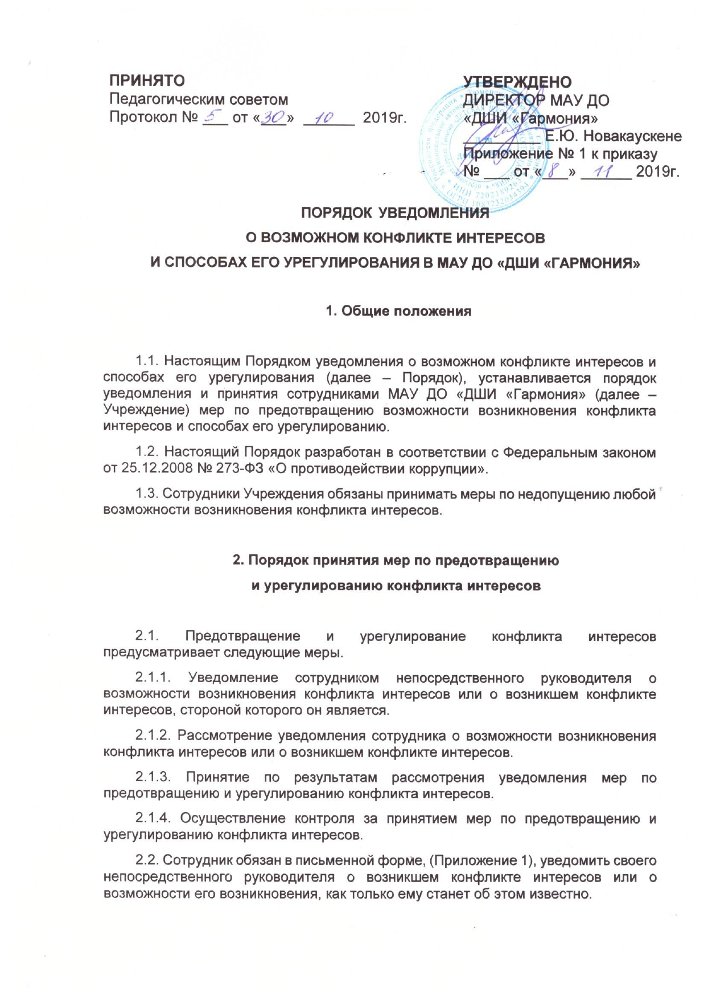 ПРИНЯТО
Педагогическим советом
Протокол № 5 от «30» 10 2019г.
УТВЕРЖДЕНО
ДИРЕКТОР МАУ ДО
«ДШИ «Гармония»
Е.Ю. Новакаускене
Приложение № 1 к приказу
№ ___ от «8» 11 2019г.
ИНН 7202189263
ОГРН 1087232034394
ПОРЯДОК УВЕДОМЛЕНИЯ
О ВОЗМОЖНОМ КОНФЛИКТЕ ИНТЕРЕСОВ
И СПОСОБАХ ЕГО УРЕГУЛИРОВАНИЯ В МАУ ДО «ДШИ «ГАРМОНИЯ»
1. Общие положения
1.1. Настоящим Порядком уведомления о возможном конфликте интересов и
способах его урегулирования (далее – Порядок), устанавливается порядок
уведомления и принятия сотрудниками МАУ ДО «ДШИ «Гармония» (далее –
Учреждение) мер по предотвращению возможности возникновения конфликта
интересов и способах его урегулированию.
1.2. Настоящий Порядок разработан в соответствии с Федеральным законом
от 25.12.2008 № 273-ФЗ «О противодействии коррупции».
1.3. Сотрудники Учреждения обязаны принимать меры по недопущению любой
возможности возникновения конфликта интересов.
2. Порядок принятия мер по предотвращению
и урегулированию конфликта интересов
2.1. Предотвращение и урегулирование конфликта интересов
предусматривает следующие меры.
2.1.1. Уведомление сотрудником непосредственного руководителя о
возможности возникновения конфликта интересов или о возникшем конфликте
интересов, стороной которого он является.
2.1.2. Рассмотрение уведомления сотрудника о возможности возникновения
конфликта интересов или о возникшем конфликте интересов.
2.1.3. Принятие по результатам рассмотрения уведомления мер по
предотвращению и урегулированию конфликта интересов.
2.1.4. Осуществление контроля за принятием мер по предотвращению и
урегулированию конфликта интересов.
2.2. Сотрудник обязан в письменной форме, (Приложение 1), уведомить своего
непосредственного руководителя о возникшем конфликте интересов или о
возможности его возникновения, как только ему станет об этом известно.